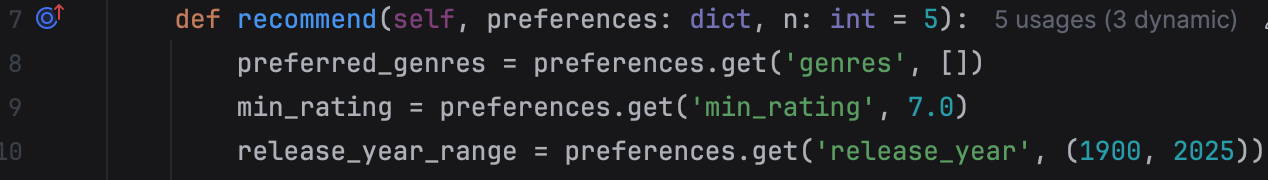 7 def recommend(self, preferences: dict, n: int = 5): 5 usages (3 dynamic)
8 preferred_genres = preferences.get('genres', [])
9 min_rating = preferences.get('min_rating', 7.0)
10 release_year_range = preferences.get('release_year', (1900, 2025))